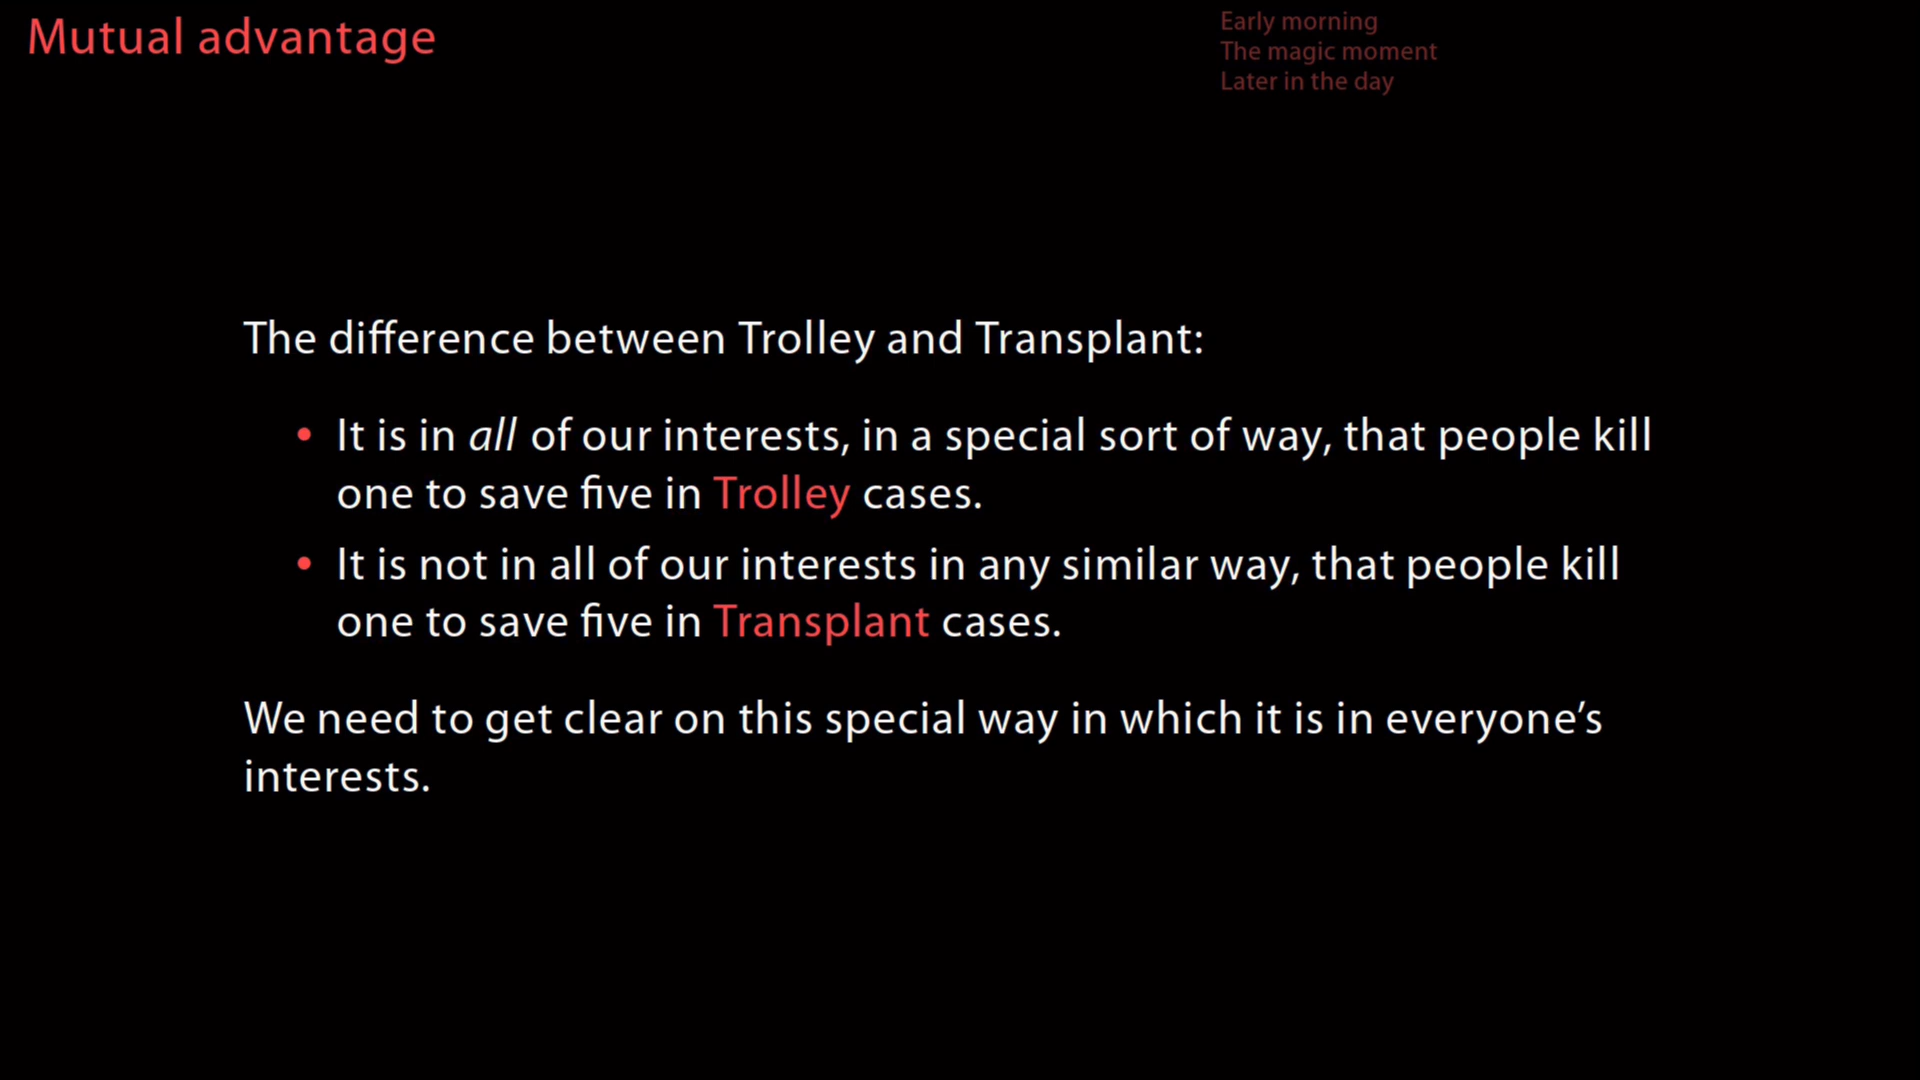 Mutual advantage
Early morning
The magic moment
Later in the day
The difference between Trolley and Transplant:
• It is in all of our interests, in a special sort of way, that people kill
one to save five in Trolley cases.
• It is not in all of our interests in any similar way, that people kill
one to save five in Transplant cases.
We need to get clear on this special way in which it is in everyone’s
interests.